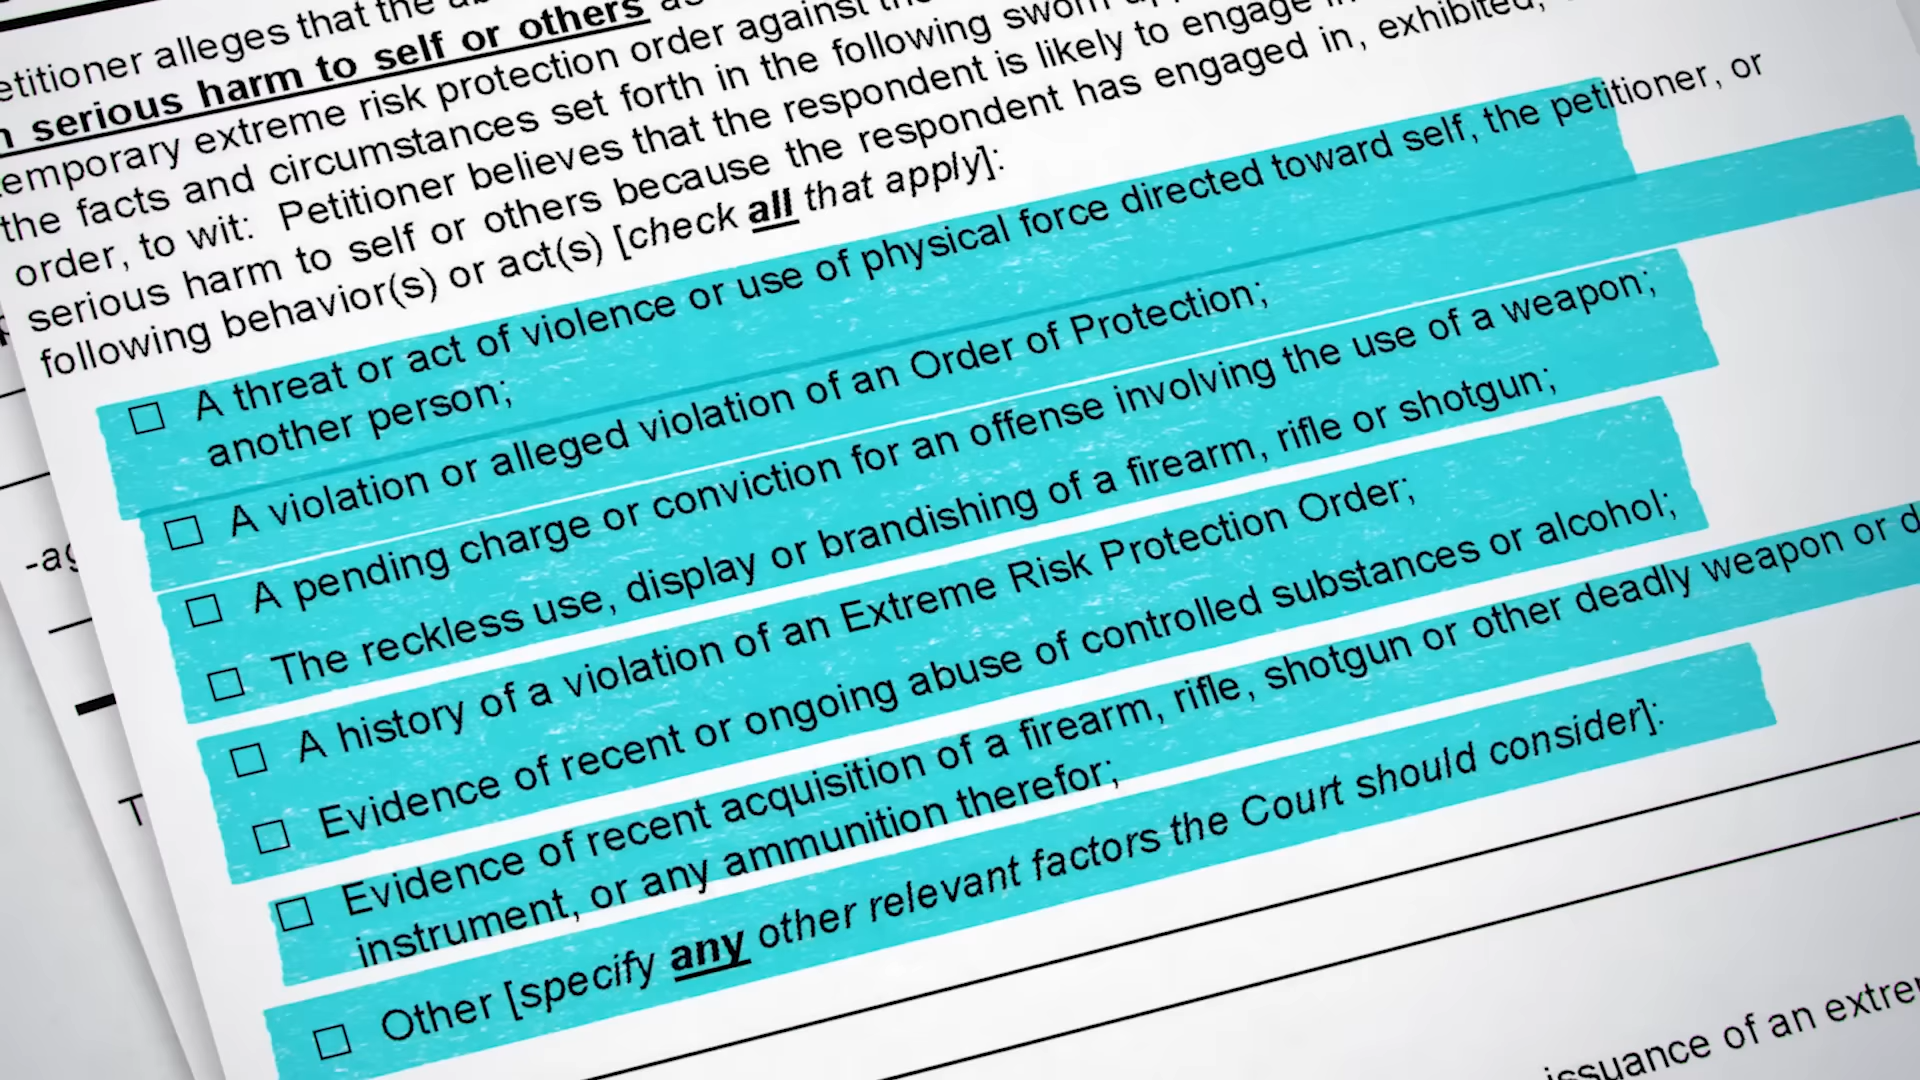 etitioner alleges that the
serious harm to self or others
temporary extreme risk protection order against
the facts and circumstances set forth in the following sworn
order, to wit: Petitioner believes that the respondent is likely to engage
serious harm to self or others because the respondent has engaged in, exhibited,
following behavior(s) or act(s) [check all that apply]:
☐ A threat or act of violence or use of physical force directed toward self, the petitioner, or
another person;
☐ A violation or alleged violation of an Order of Protection;
☐ A pending charge or conviction for an offense involving the use of a weapon;
☐ The reckless use, display or brandishing of a firearm, rifle or shotgun;
☐ A history of a violation of an Extreme Risk Protection Order;
☐ Evidence of recent or ongoing abuse of controlled substances or alcohol;
☐ Evidence of recent acquisition of a firearm, rifle, shotgun or other deadly weapon or d
instrument, or any ammunition therefor;
☐ Other [specify any other relevant factors the Court should consider]:
issuance of an extre
-ag
T